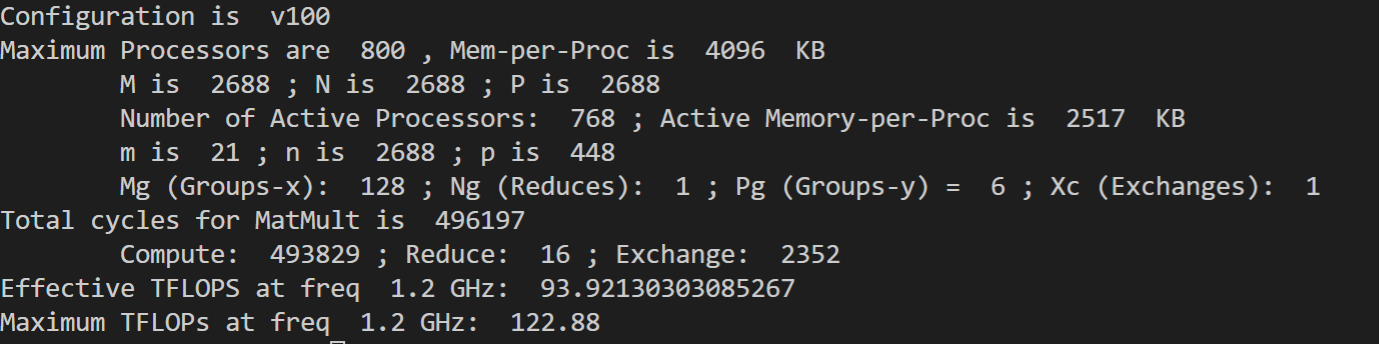 Configuration is  v100
Maximum Processors are  800 , Mem-per-Proc is  4096  KB
        M is  2688 ; N is  2688 ; P is  2688
        Number of Active Processors:  768 ; Active Memory-per-Proc is  2517  KB
        m is  21 ; n is  2688 ; p is  448
        Mg (Groups-x):  128 ; Ng (Reduces):  1 ; Pg (Groups-y) =  6 ; Xc (Exchanges):  1
Total cycles for MatMult is  496197
        Compute:  493829 ; Reduce:  16 ; Exchange:  2352
Effective TFLOPS at freq  1.2 GHz:  93.92130303085267
Maximum TFLOPs at freq  1.2 GHz:  122.88